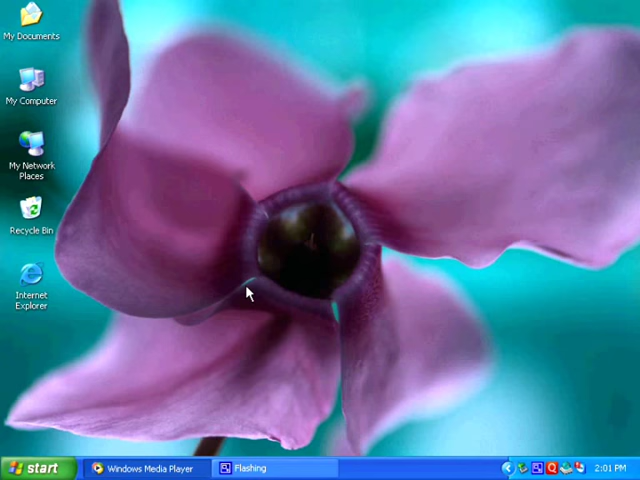 My Documents
My Computer
My Network
Places
Recycle Bin
Internet
Explorer
start
Windows Media Player
Flashing
2:01 PM